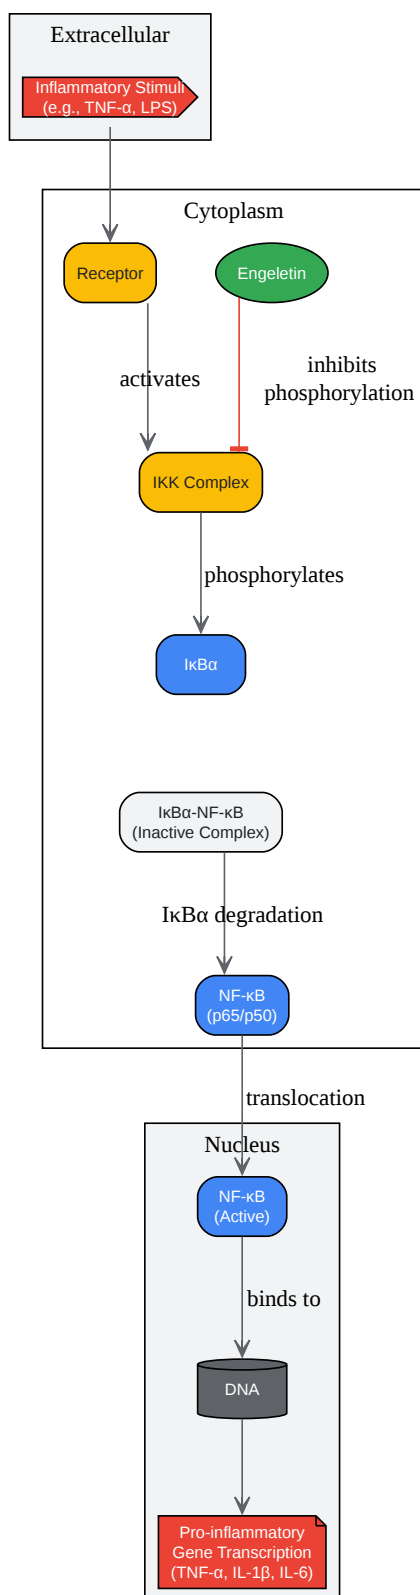 Extracellular
Inflammatory Stimuli
(e.g., TNF-α, LPS)
Cytoplasm
Receptor
Engeletin
activates
inhibits
phosphorylation
IKK Complex
phosphorylates
IκBα
IκBα-NF-κB
(Inactive Complex)
IκBα degradation
NF-κB
(p65/p50)
translocation
Nucleus
NF-κB
(Active)
binds to
DNA
Pro-inflammatory
Gene Transcription
(TNF-α, IL-1β, IL-6)